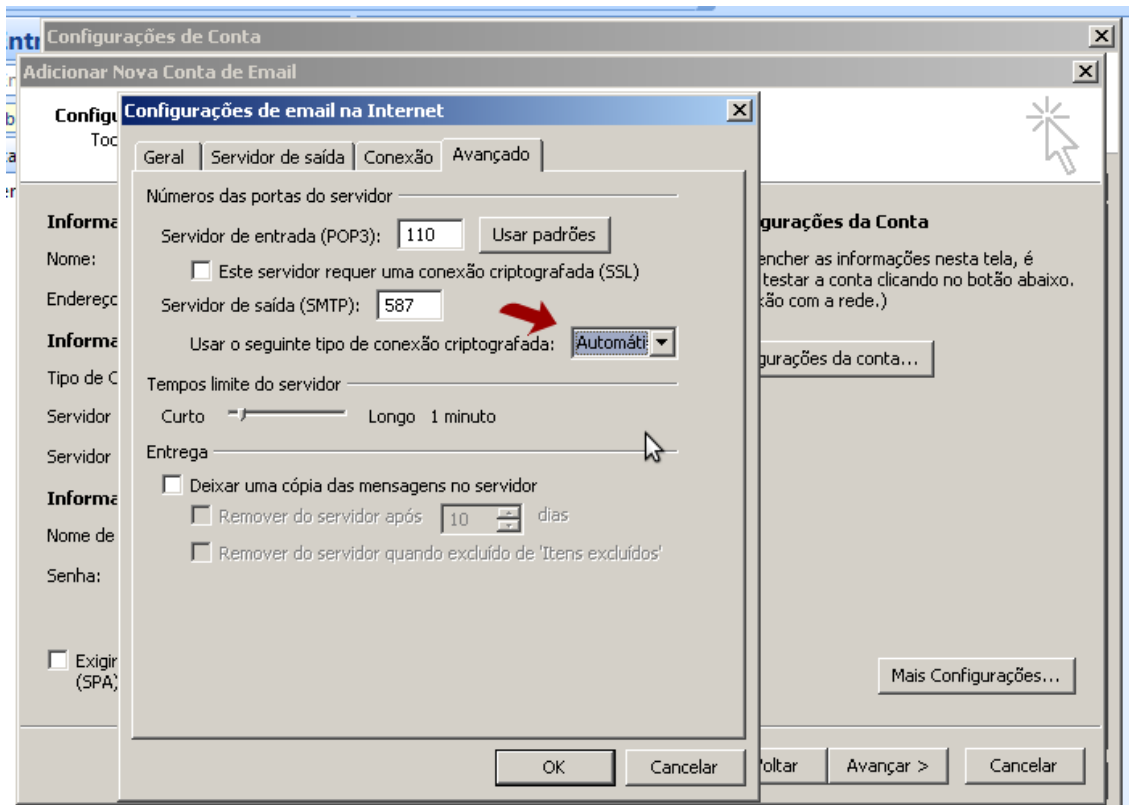 Configurações de Conta
Adicionar Nova Conta de Email
Configurações de email na Internet
Geral Servidor de saída Conexão Avançado
Números das portas do servidor
Servidor de entrada (POP3): 110 Usar padrões
Este servidor requer uma conexão criptografada (SSL)
Servidor de saída (SMTP): 587
Usar o seguinte tipo de conexão criptografada: Automáti
Tempos limite do servidor
Curto Longo 1 minuto
Entrega
Deixar uma cópia das mensagens no servidor
Remover do servidor após 10 dias
Remover do servidor quando excluído de 'Itens excluídos'
OK Cancelar
Configu
Toc
Informa
Nome:
Endereço
Informa
Tipo de C
Servidor
Servidor
Informa
Nome de
Senha:
Exigir
(SPA)
gurações da Conta
encher as informações nesta tela, é
testar a conta clicando no botão abaixo.
xão com a rede.)
gurações da conta...
Mais Configurações...
oltar Avançar > Cancelar